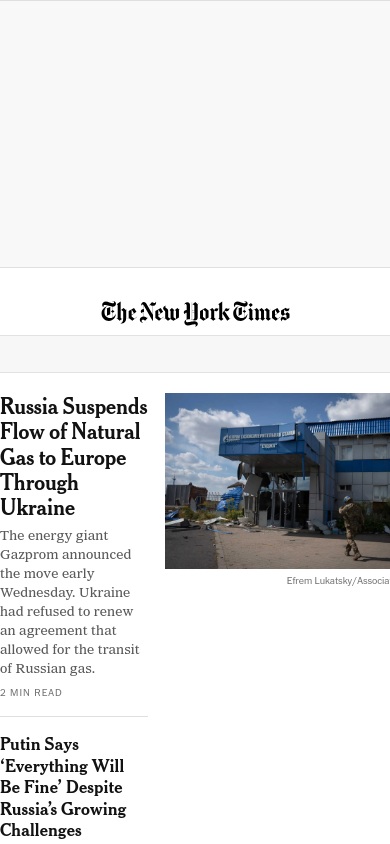 The New York Times
Russia Suspends
Flow of Natural
Gas to Europe
Through
Ukraine
The energy giant
Gazprom announced
the move early
Wednesday. Ukraine
had refused to renew
an agreement that
allowed for the transit
of Russian gas.
2 MIN READ
Efrem Lukatsky/Associa
Putin Says
‘Everything Will
Be Fine’ Despite
Russia’s Growing
Challenges